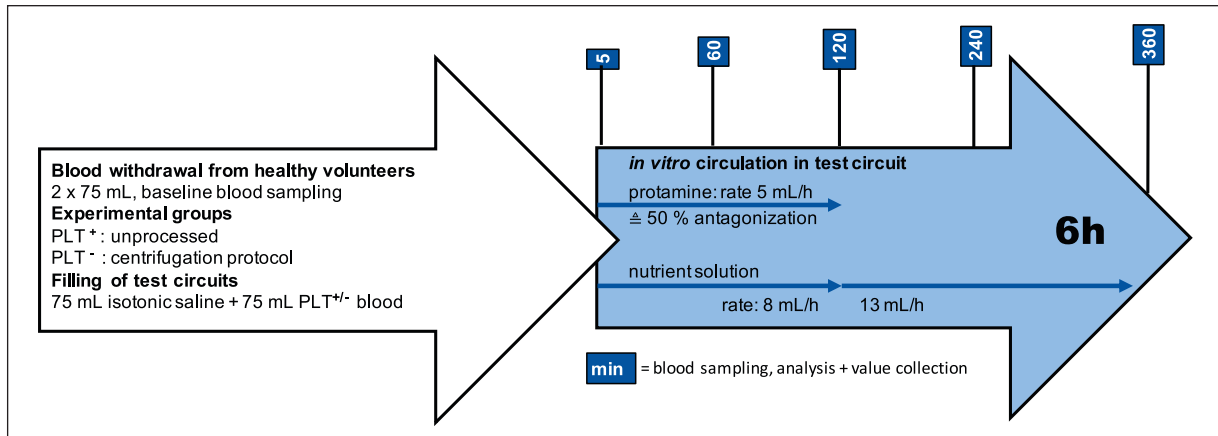 5
60
120
240
360
Blood withdrawal from healthy volunteers
2 x 75 mL, baseline blood sampling
Experimental groups
PLT⁺ : unprocessed
PLT⁻ : centrifugation protocol
Filling of test circuits
75 mL isotonic saline + 75 mL PLT⁺/⁻ blood
in vitro circulation in test circuit
protamine: rate 5 mL/h
≙ 50 % antagonization
6h
nutrient solution
rate: 8 mL/h
13 mL/h
min = blood sampling, analysis + value collection